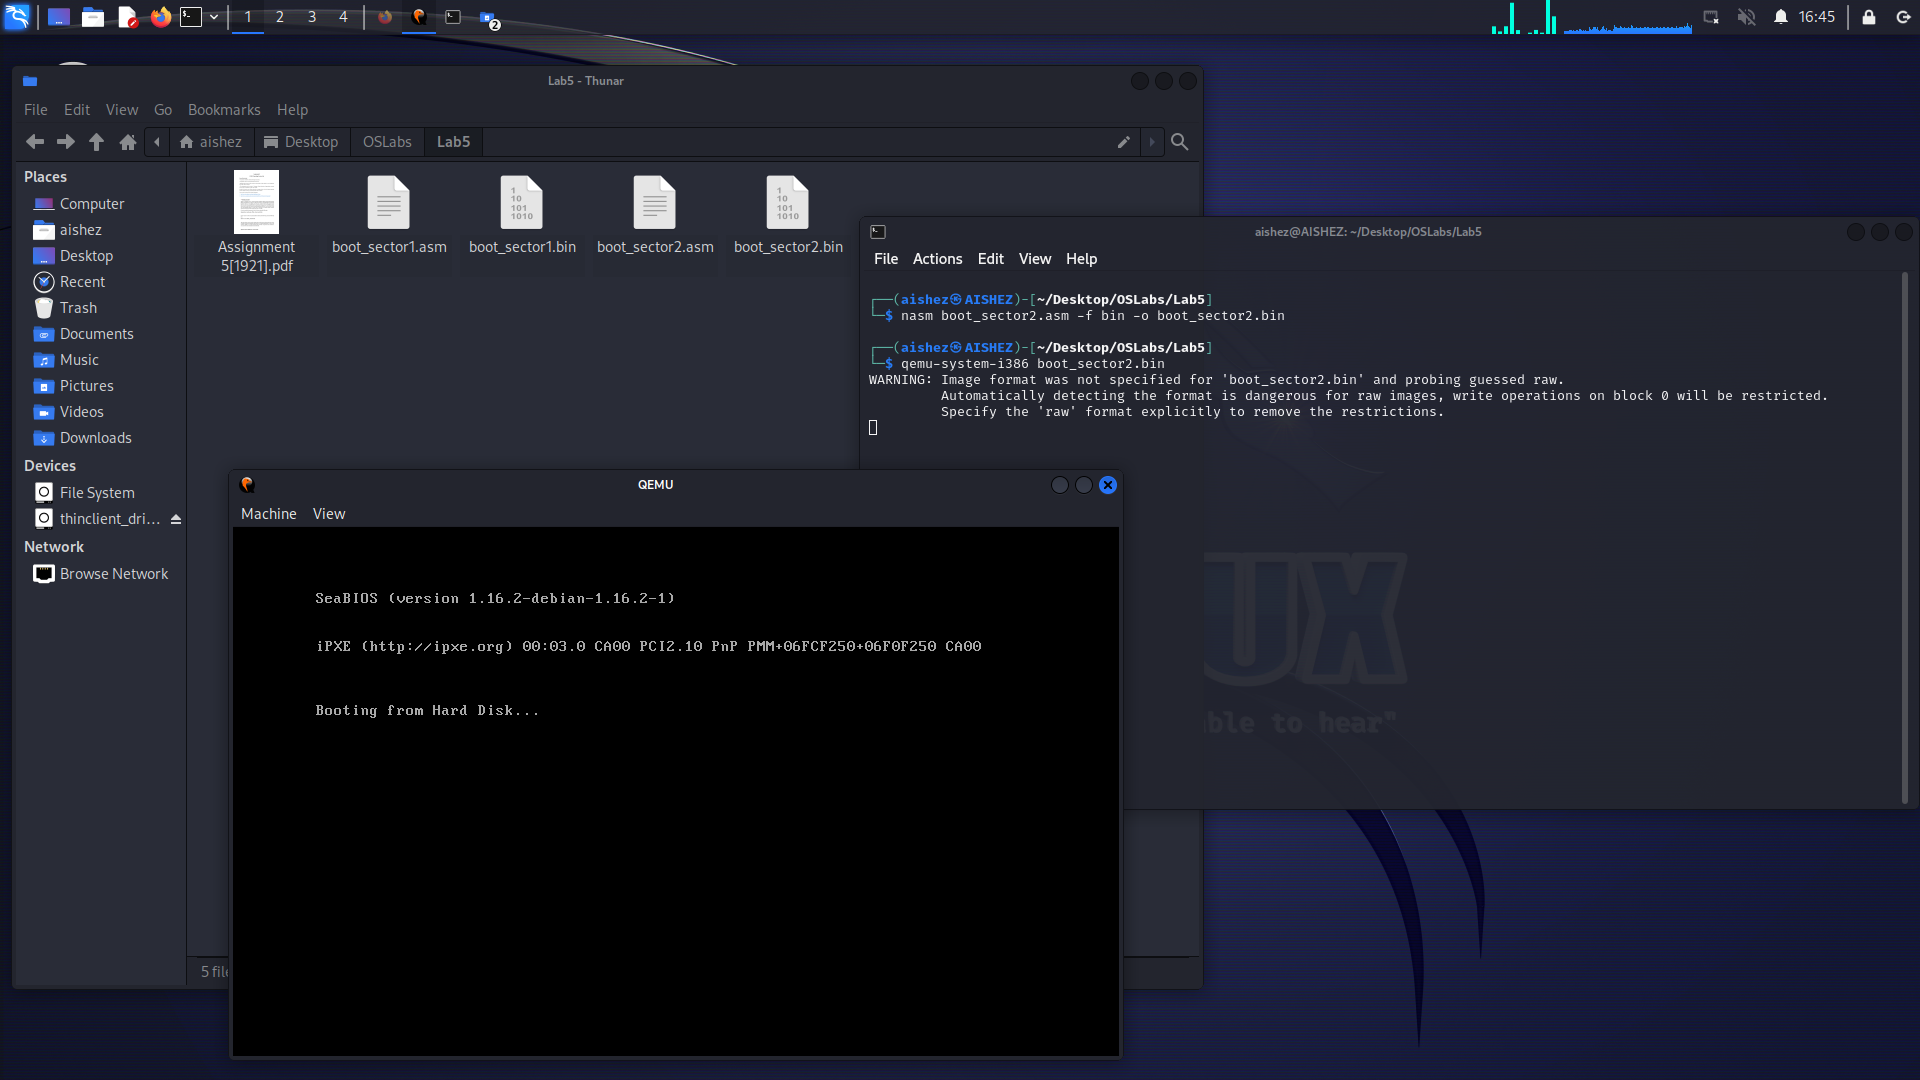 1 2 3 4
2
16:45
Lab5 - Thunar
File Edit View Go Bookmarks Help
aishez Desktop OSLabs Lab5
Places
Computer
aishez
Desktop
Recent
Trash
Documents
Music
Pictures
Videos
Downloads
Devices
File System
thinclient_dri...
Network
Browse Network
Assignment
5[1921].pdf
boot_sector1.asm
boot_sector1.bin
boot_sector2.asm
boot_sector2.bin
5 file
aishez@AISHEZ: ~/Desktop/OSLabs/Lab5
File Actions Edit View Help
┌──(aishez㉿AISHEZ)-[~/Desktop/OSLabs/Lab5]
└─$ nasm boot_sector2.asm -f bin -o boot_sector2.bin
┌──(aishez㉿AISHEZ)-[~/Desktop/OSLabs/Lab5]
└─$ qemu-system-i386 boot_sector2.bin
WARNING: Image format was not specified for 'boot_sector2.bin' and probing guessed raw.
Automatically detecting the format is dangerous for raw images, write operations on block 0 will be restricted.
Specify the 'raw' format explicitly to remove the restrictions.
QEMU
Machine View
SeaBIOS (version 1.16.2-debian-1.16.2-1)
iPXE (http://ipxe.org) 00:03.0 CA00 PCI2.10 PnP PMM+06FCF250+06F0F250 CA00
Booting from Hard Disk...
UX
ble to hear"